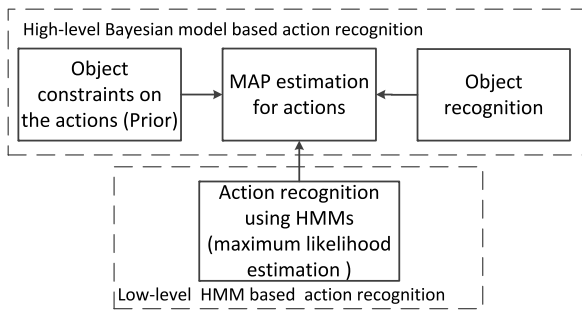 High-level Bayesian model based action recognition
Object
constraints on
the actions (Prior)
MAP estimation
for actions
Object
recognition
Action recognition
using HMMs
(maximum likelihood
estimation )
Low-level HMM based action recognition